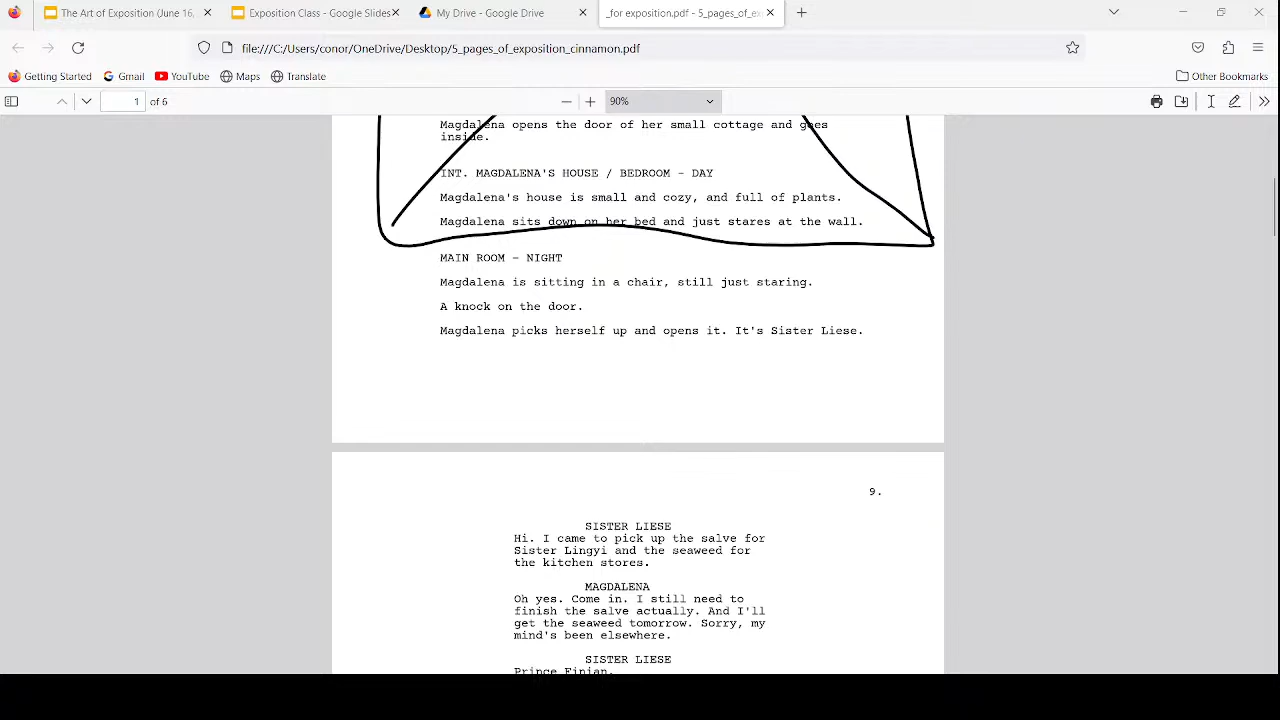 The Art of Exposition (June 16,
Exposition Class - Google Slides
My Drive - Google Drive
_for exposition.pdf - 5_pages_of_ex
file:///C:/Users/conor/OneDrive/Desktop/5_pages_of_exposition_cinnamon.pdf
Getting Started
Gmail
YouTube
Maps
Translate
Other Bookmarks
1 of 6
90%
Magdalena opens the door of her small cottage and goes
inside.
INT. MAGDALENA'S HOUSE / BEDROOM - DAY
Magdalena's house is small and cozy, and full of plants.
Magdalena sits down on her bed and just stares at the wall.
MAIN ROOM - NIGHT
Magdalena is sitting in a chair, still just staring.
A knock on the door.
Magdalena picks herself up and opens it. It's Sister Liese.
9.
SISTER LIESE
Hi. I came to pick up the salve for
Sister Lingyi and the seaweed for
the kitchen stores.
MAGDALENA
Oh yes. Come in. I still need to
finish the salve actually. And I'll
get the seaweed tomorrow. Sorry, my
mind's been elsewhere.
SISTER LIESE
Prince Finian.